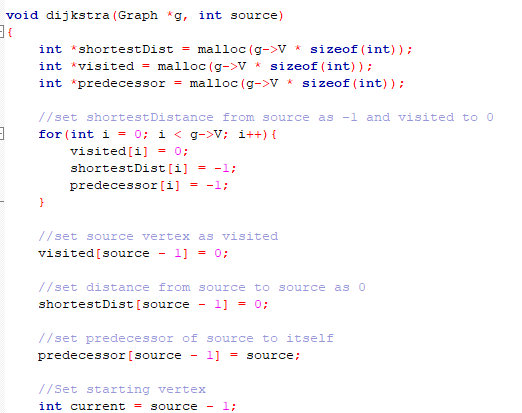 void dijkstra(Graph *g, int source)
{
    int *shortestDist = malloc(g->V * sizeof(int));
    int *visited = malloc(g->V * sizeof(int));
    int *predecessor = malloc(g->V * sizeof(int));

    //set shortestDistance from source as -1 and visited to 0
    for(int i = 0; i < g->V; i++){
        visited[i] = 0;
        shortestDist[i] = -1;
        predecessor[i] = -1;
    }

    //set source vertex as visited
    visited[source - 1] = 0;

    //set distance from source to source as 0
    shortestDist[source - 1] = 0;

    //set predecessor of source to itself
    predecessor[source - 1] = source;

    //Set starting vertex
    int current = source - 1;